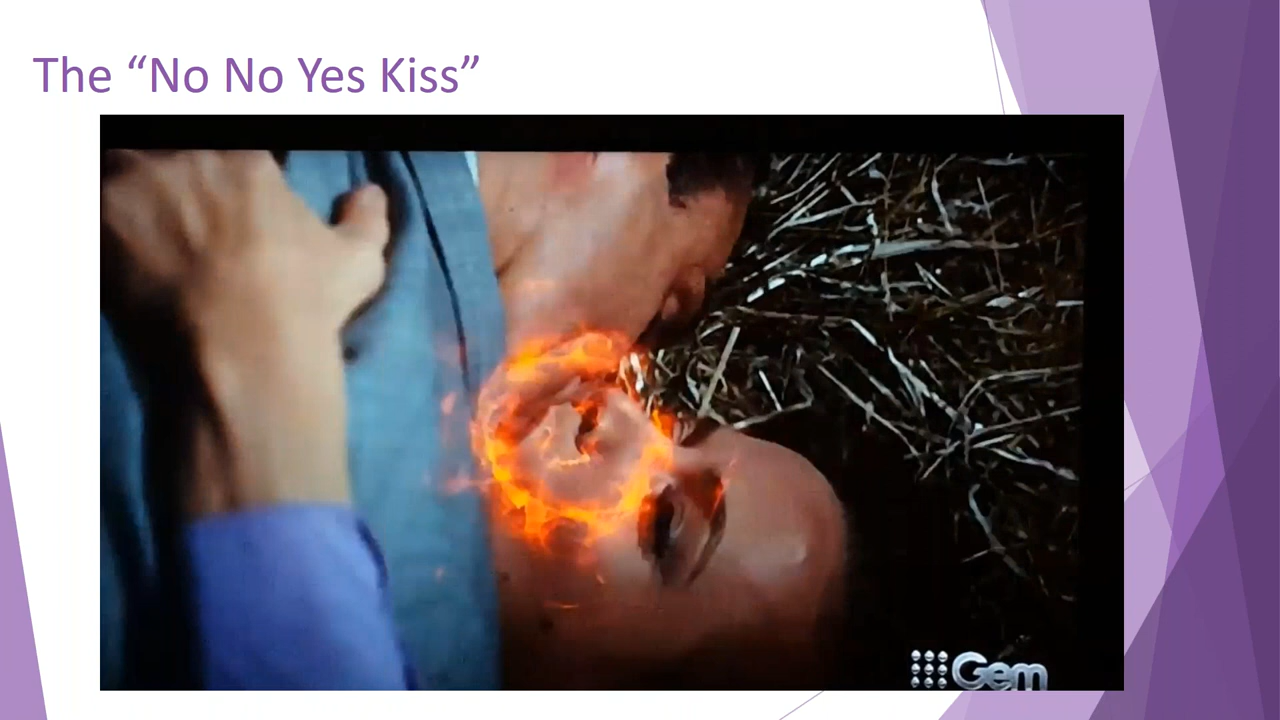 The “No No Yes Kiss”
Gem